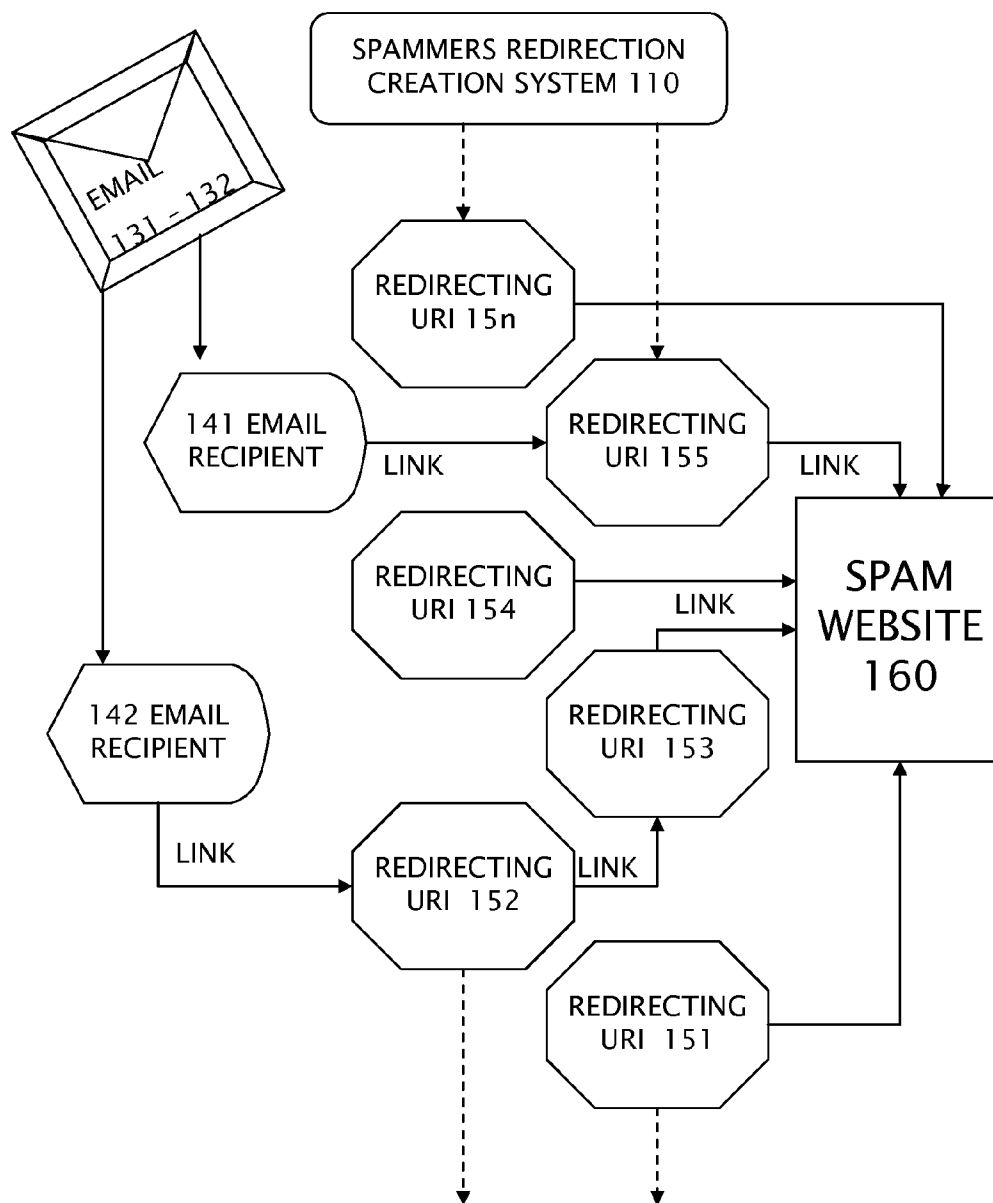 SPAMMERS REDIRECTION
CREATION SYSTEM 110
EMAIL
131 - 132
REDIRECTING
URI 15n
141 EMAIL
RECIPIENT
LINK
REDIRECTING
URI 155
LINK
REDIRECTING
URI 154
LINK
SPAM
WEBSITE
160
142 EMAIL
RECIPIENT
REDIRECTING
URI 153
LINK
REDIRECTING
URI 152
LINK
REDIRECTING
URI 151